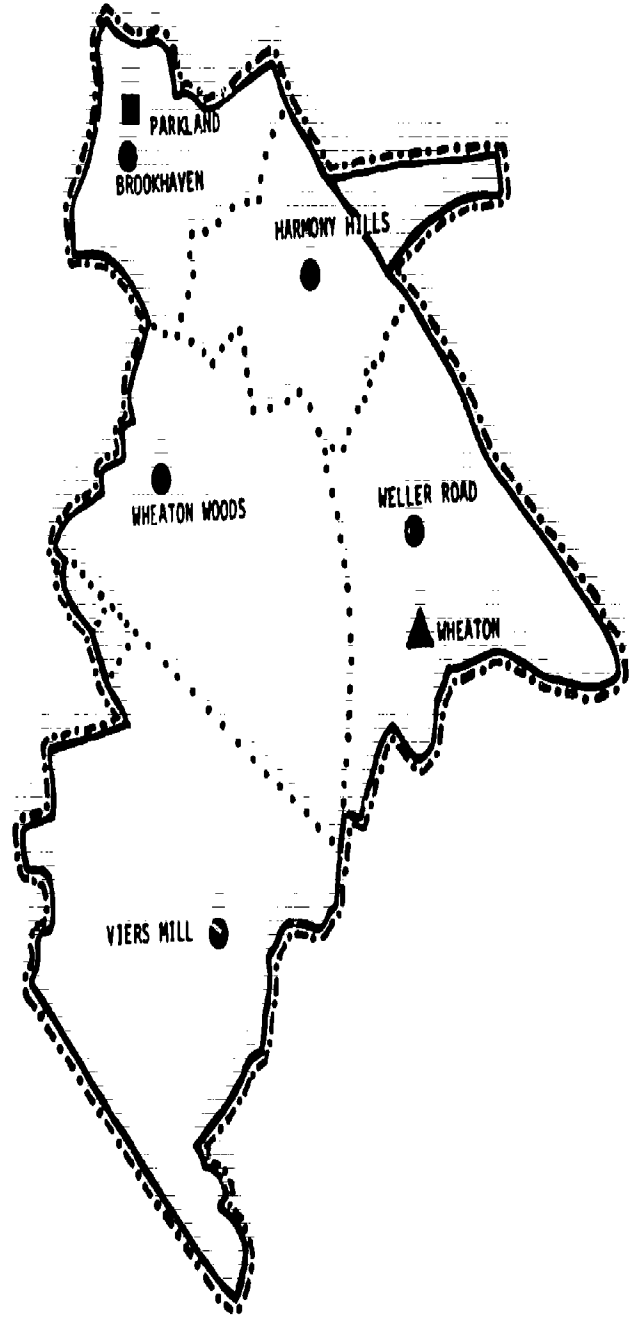 PARKLAND
BROOKHAVEN
HARMONY HILLS
WHEATON WOODS
WELLER ROAD
WHEATON
VIERS MILL